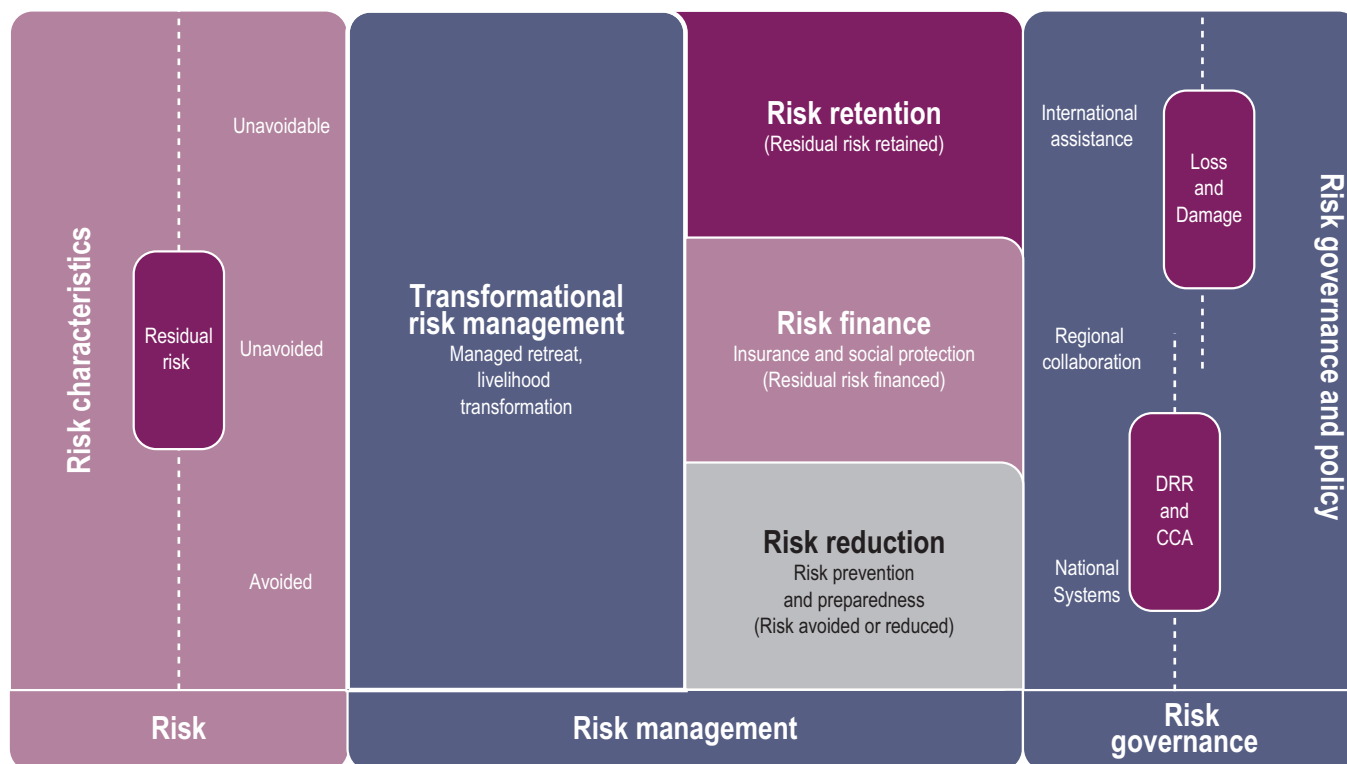 Risk characteristics
Unavoidable
Residual
risk
Unavoided
Avoided
Transformational
risk management
Managed retreat,
livelihood
transformation
Risk retention
(Residual risk retained)
Risk finance
Insurance and social protection
(Residual risk financed)
Risk reduction
Risk prevention
and preparedness
(Risk avoided or reduced)
International
assistance
Loss
and
Damage
Regional
collaboration
DRR
and
CCA
National
Systems
Risk governance and policy
Risk
Risk management
Risk
governance